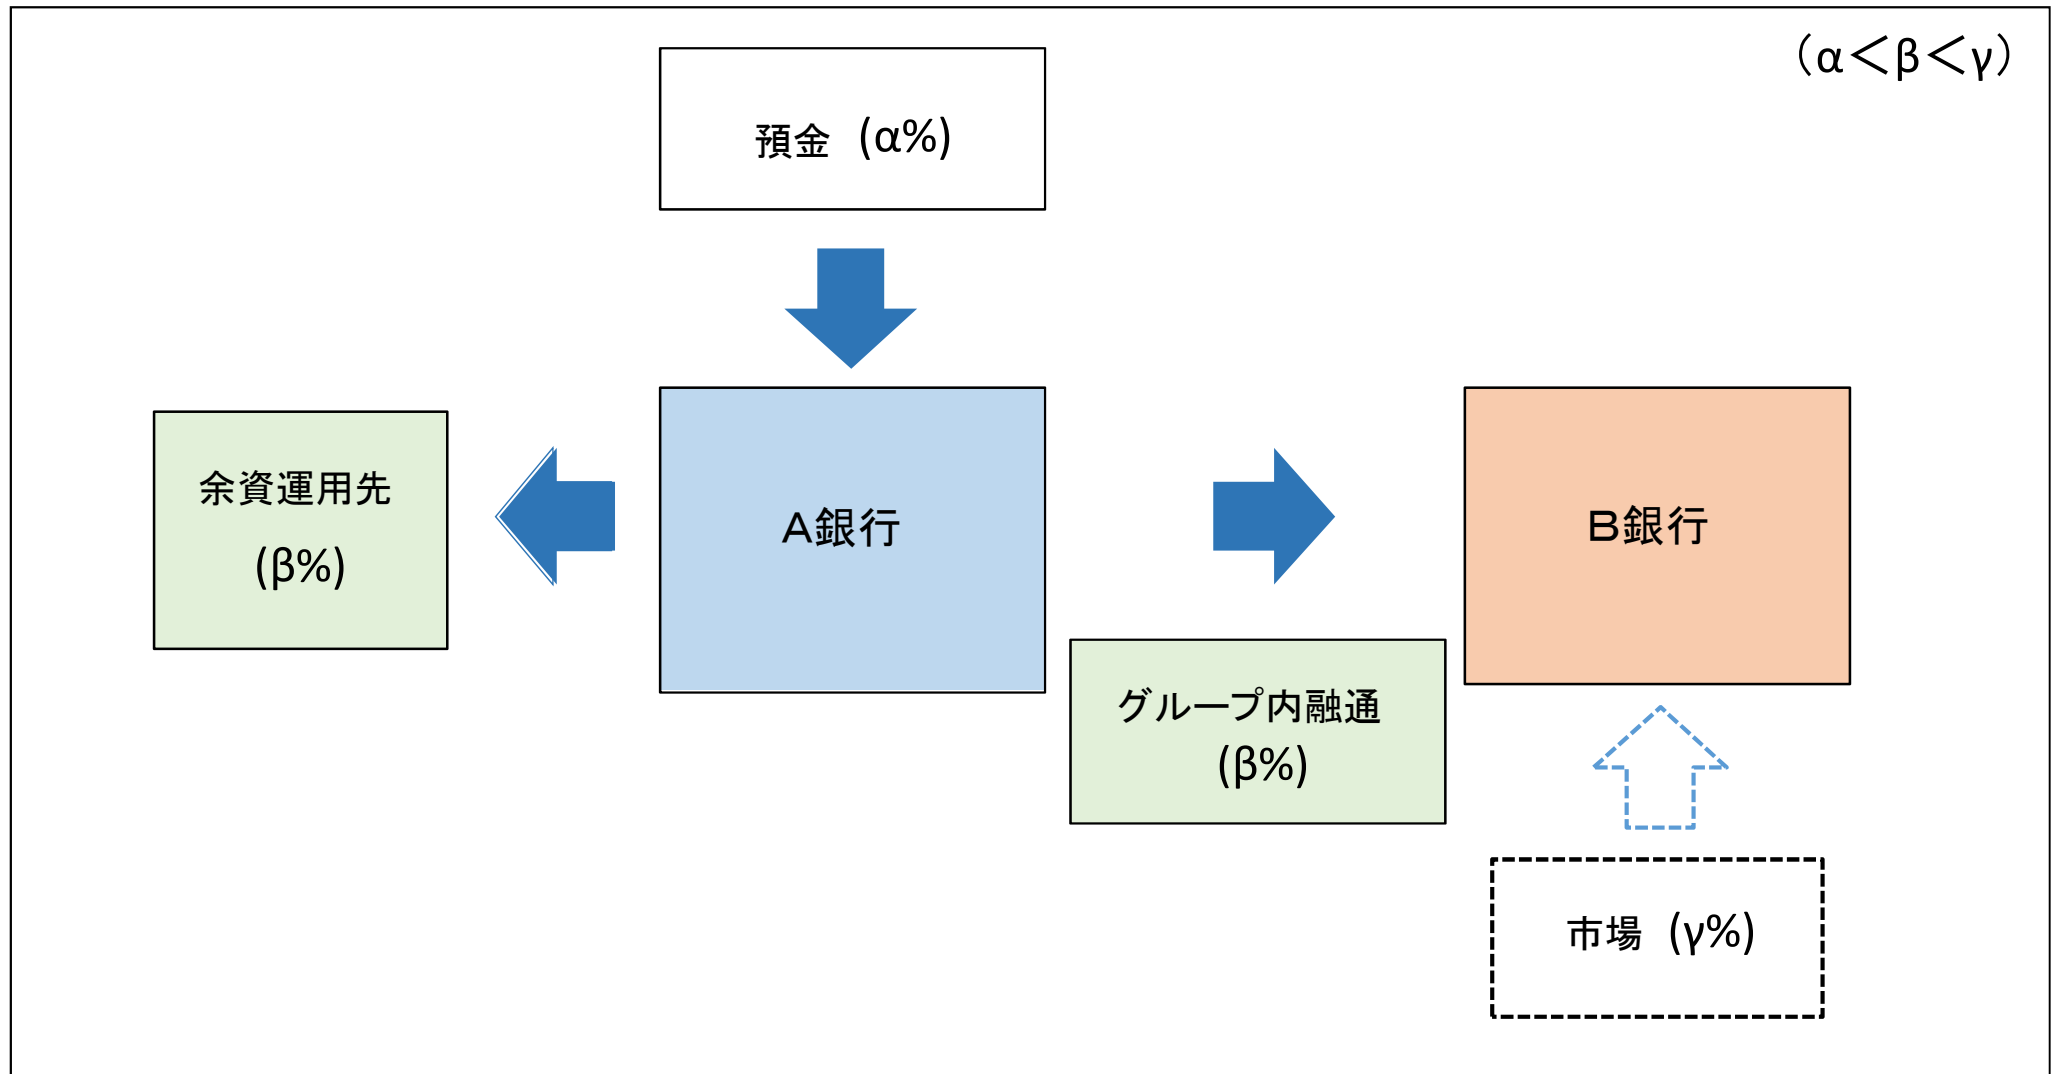 （α＜β＜γ）
預金 (α%)
余資運用先
(β%)
Ａ銀行
Ｂ銀行
グループ内融通
(β%)
市場 (γ%)